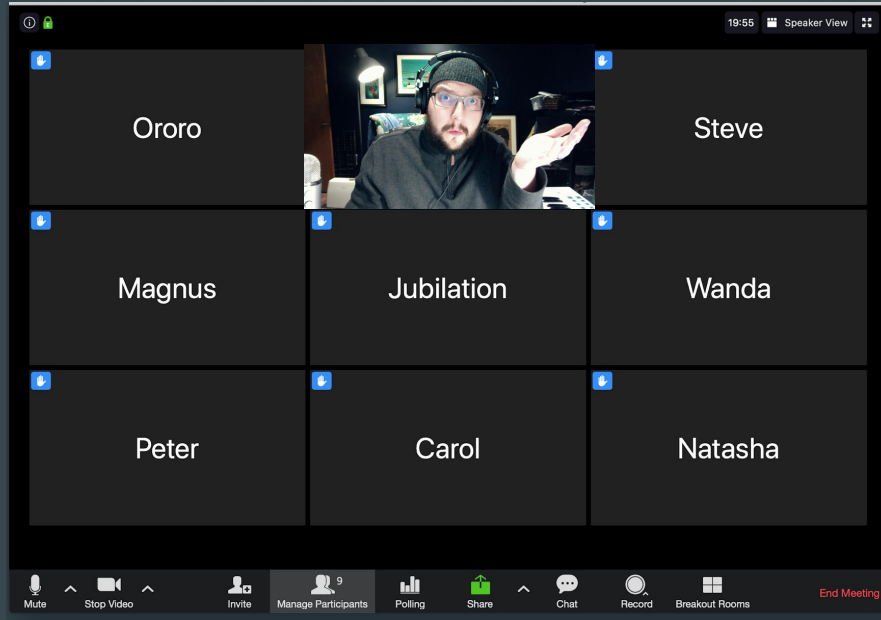 19:55 Speaker View
Ororo
Steve
Magnus
Jubilation
Wanda
Peter
Carol
Natasha
9
Mute
Stop Video
Invite
Manage Participants
Polling
Share
Chat
Record
Breakout Rooms
End Meeting